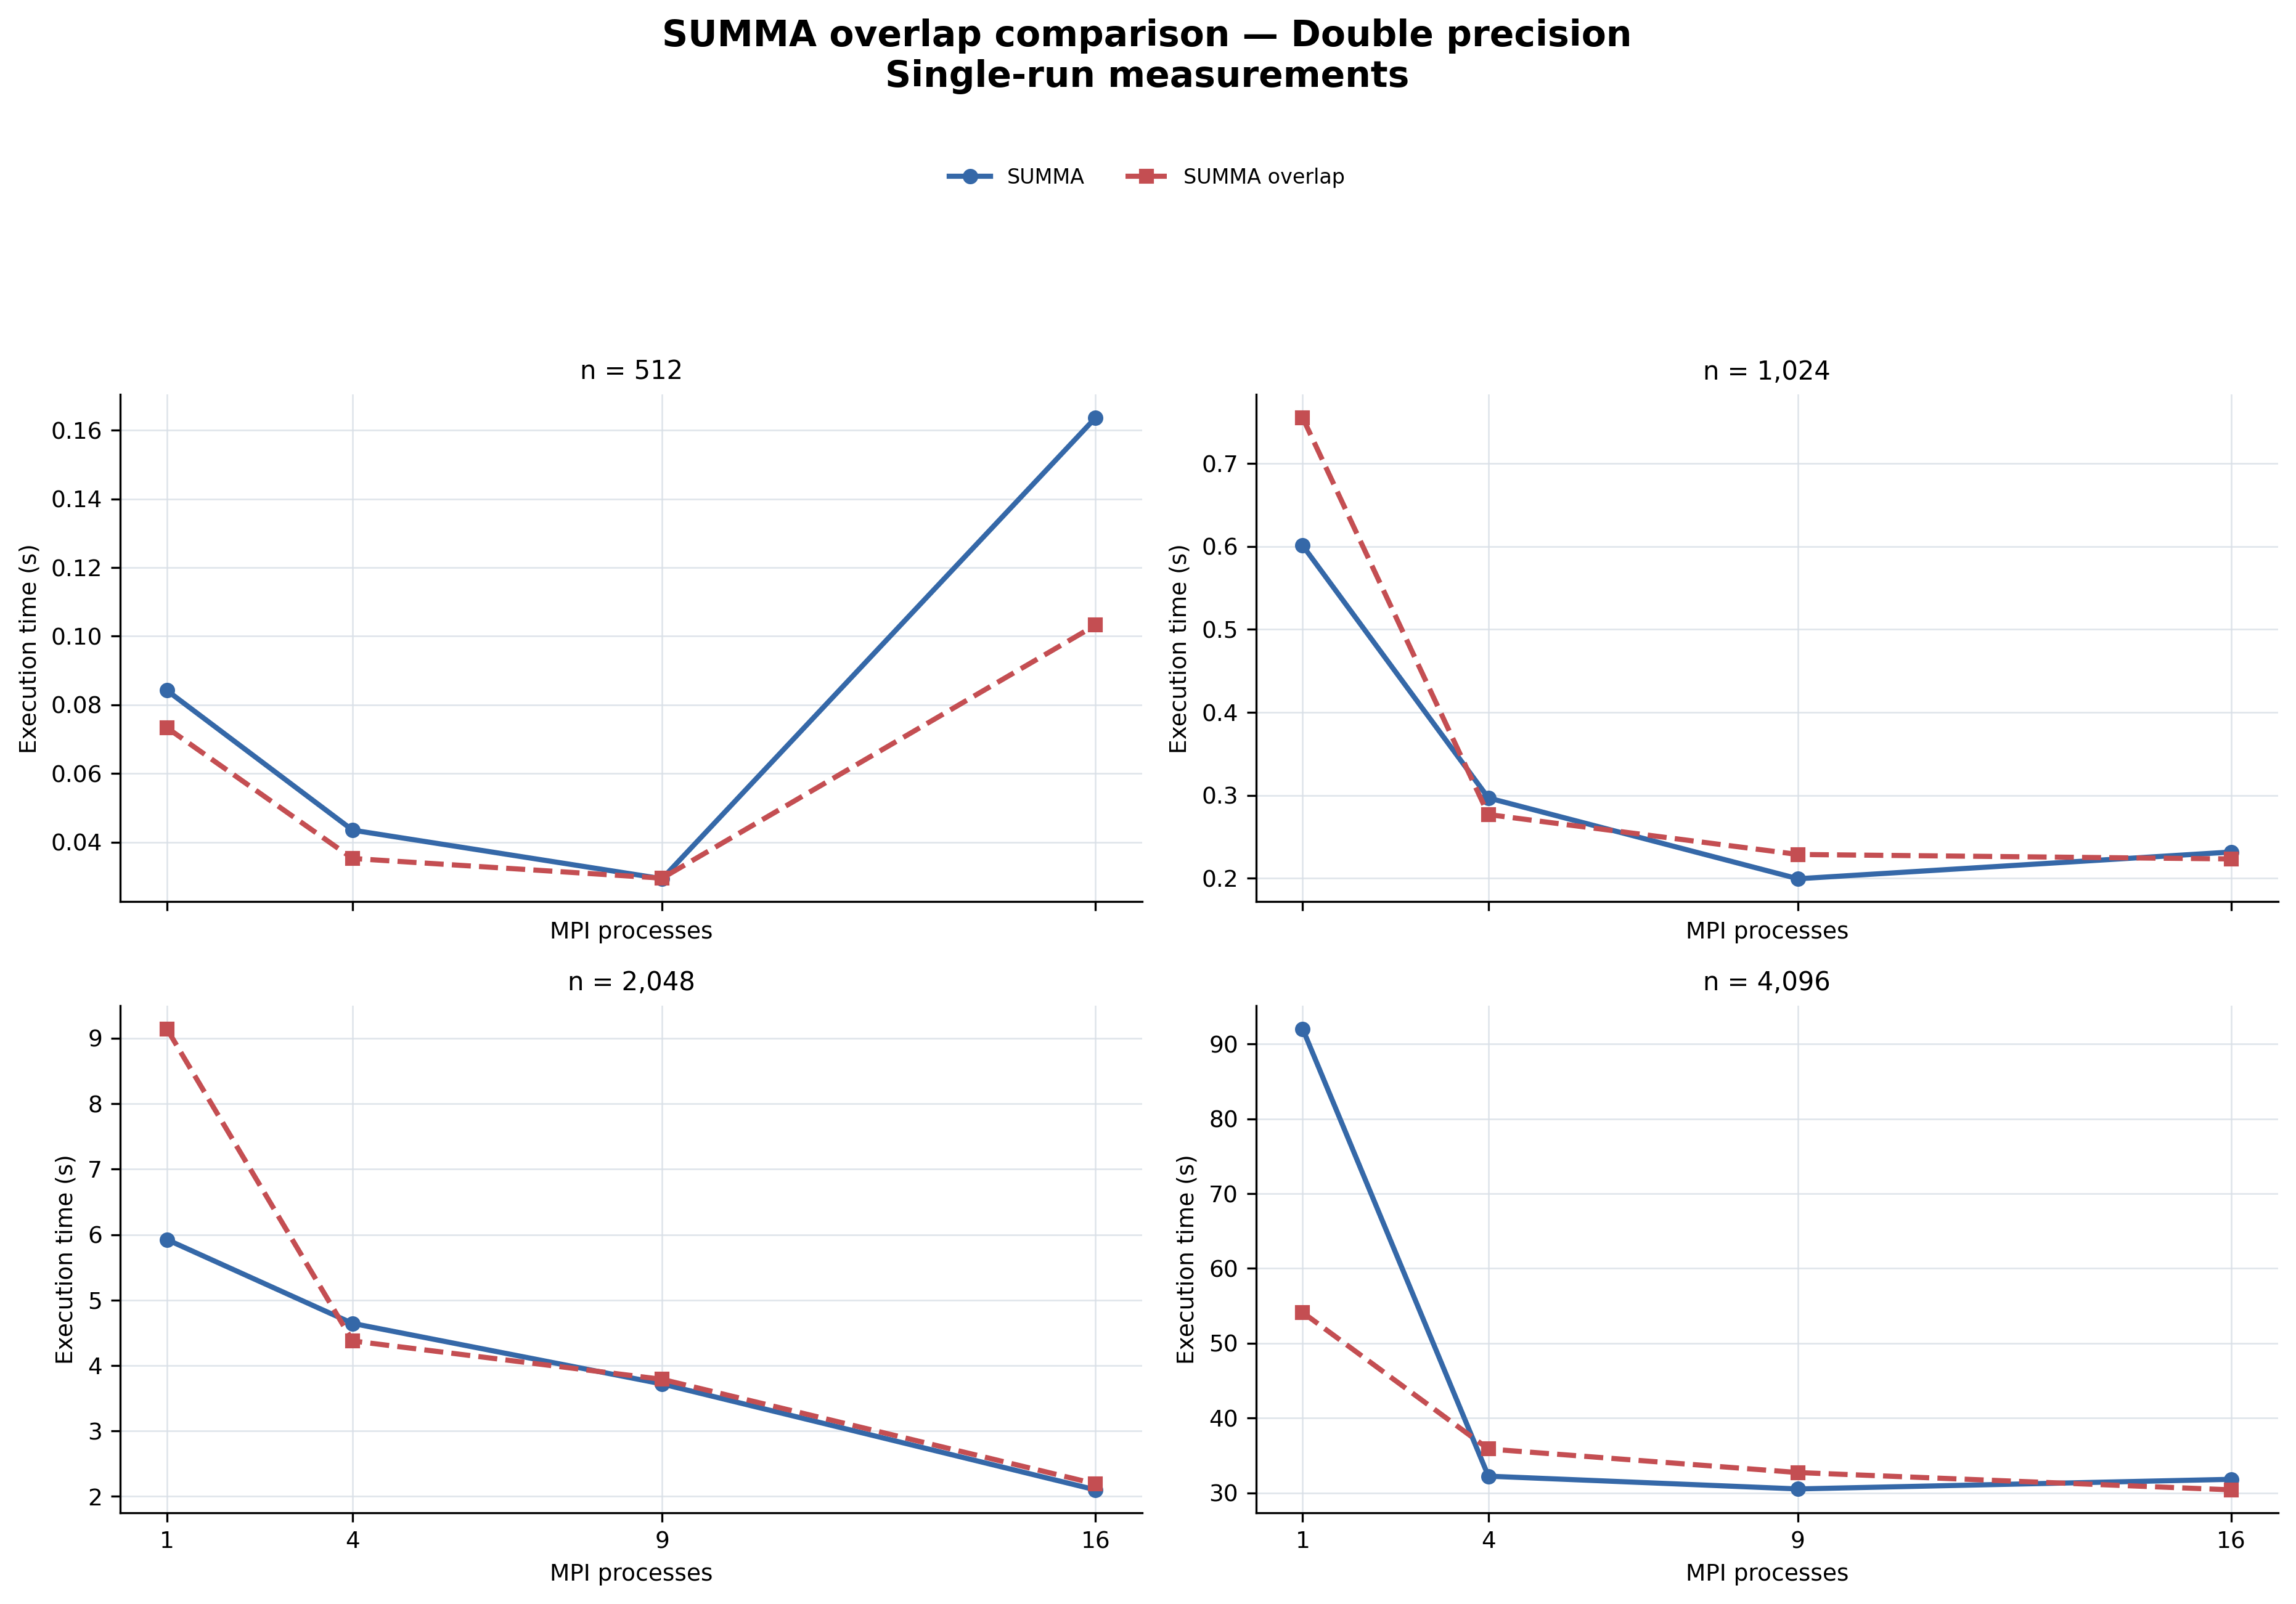 SUMMA overlap comparison — Double precision
Single-run measurements
SUMMA
SUMMA overlap
n = 512
Execution time (s)
0.16
0.14
0.12
0.10
0.08
0.06
0.04
MPI processes
n = 1,024
Execution time (s)
0.7
0.6
0.5
0.4
0.3
0.2
MPI processes
n = 2,048
Execution time (s)
9
8
7
6
5
4
3
2
1 4 9 16
MPI processes
n = 4,096
Execution time (s)
90
80
70
60
50
40
30
1 4 9 16
MPI processes